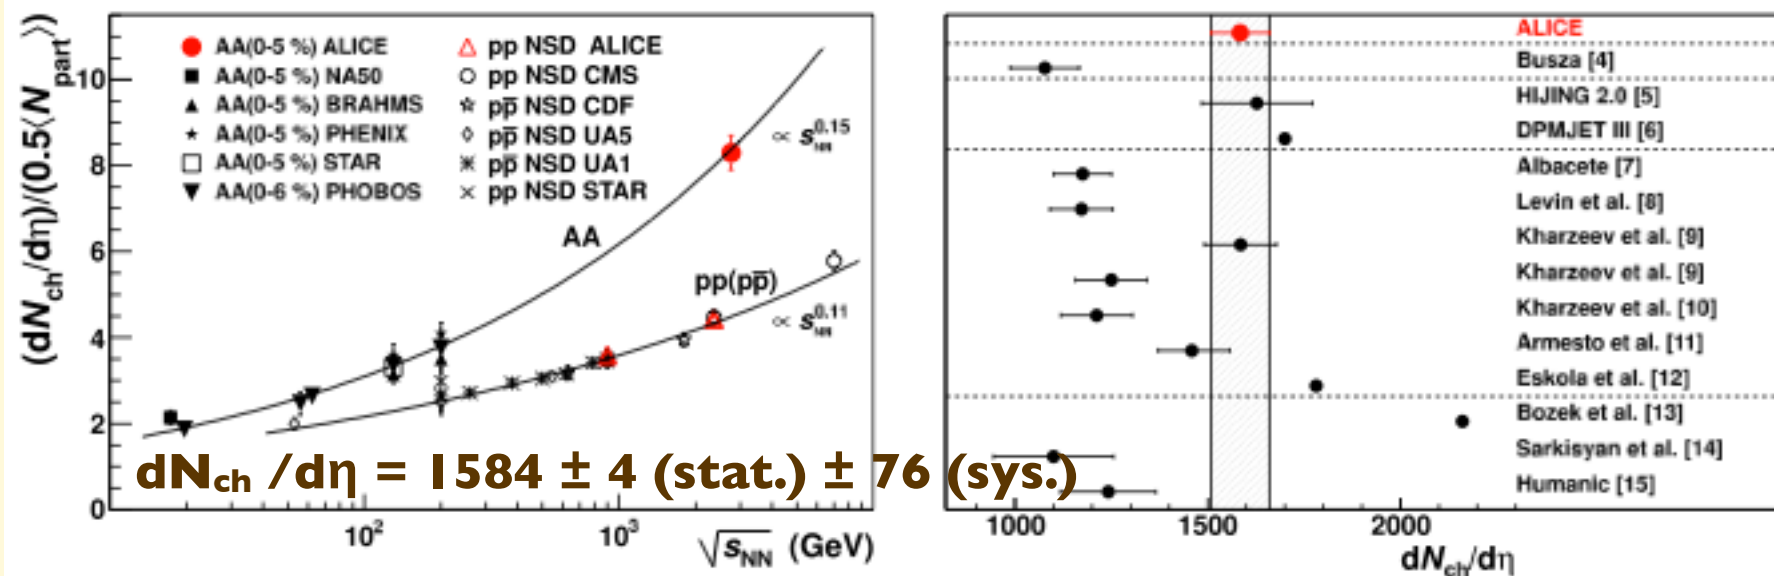 (dN_ch/dη)/(0.5⟨N_part⟩)
10
8
6
4
2
0
AA(0-5 %) ALICE
AA(0-5 %) NA50
AA(0-5 %) BRAHMS
AA(0-5 %) PHENIX
AA(0-5 %) STAR
AA(0-6 %) PHOBOS
pp NSD ALICE
pp NSD CMS
pp̅ NSD CDF
pp̅ NSD UA5
pp̅ NSD UA1
pp NSD STAR
∝ s_NN^0.15
AA
pp(pp̅)
∝ s_NN^0.11
dN_ch /dη = 1584 ± 4 (stat.) ± 76 (sys.)
10²
10³
√s_NN (GeV)
ALICE
Busza [4]
HIJING 2.0 [5]
DPMJET III [6]
Albacete [7]
Levin et al. [8]
Kharzeev et al. [9]
Kharzeev et al. [9]
Kharzeev et al. [10]
Armesto et al. [11]
Eskola et al. [12]
Bozek et al. [13]
Sarkisyan et al. [14]
Humanic [15]
1000
1500
2000
dN_ch/dη